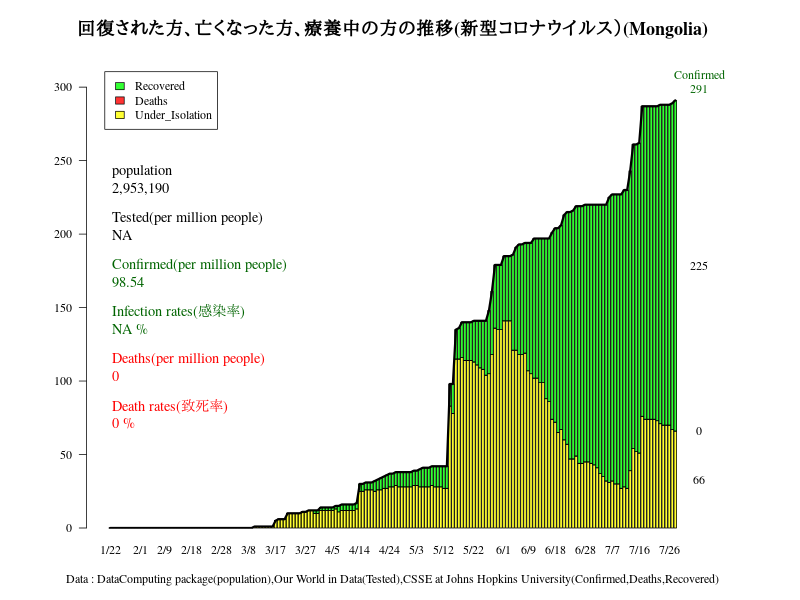 回復された方、亡くなった方、療養中の方の推移(新型コロナウイルス）(Mongolia)
Confirmed
291
Recovered
Deaths
Under_Isolation
population
2,953,190
Tested(per million people)
NA
Confirmed(per million people)
98.54
Infection rates(感染率)
NA %
Deaths(per million people)
0
Death rates(致死率)
0 %
300
250
200
150
100
50
0
225
0
66
1/22 2/1 2/9 2/18 2/28 3/8 3/17 3/27 4/5 4/14 4/24 5/3 5/12 5/22 6/1 6/9 6/18 6/28 7/7 7/16 7/26
Data : DataComputing package(population),Our World in Data(Tested),CSSE at Johns Hopkins University(Confirmed,Deaths,Recovered)